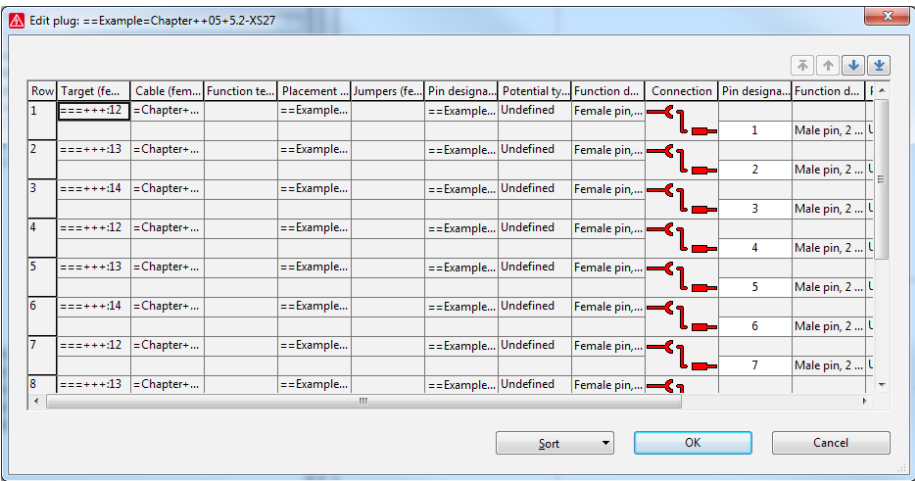 Edit plug: ==Example=Chapter++05+5.2-XS27
Row Target (fe... Cable (fem... Function te... Placement ... Jumpers (fe... Pin designa... Potential ty... Function d... Connection Pin designa... Function d...
1 ===+++:12 =Chapter+... ==Example... ==Example... Undefined Female pin,...
1 Male pin, 2 ...
2 ===+++:13 =Chapter+... ==Example... ==Example... Undefined Female pin,...
2 Male pin, 2 ...
3 ===+++:14 =Chapter+... ==Example... ==Example... Undefined Female pin,...
3 Male pin, 2 ...
4 ===+++:12 =Chapter+... ==Example... ==Example... Undefined Female pin,...
4 Male pin, 2 ...
5 ===+++:13 =Chapter+... ==Example... ==Example... Undefined Female pin,...
5 Male pin, 2 ...
6 ===+++:14 =Chapter+... ==Example... ==Example... Undefined Female pin,...
6 Male pin, 2 ...
7 ===+++:12 =Chapter+... ==Example... ==Example... Undefined Female pin,...
7 Male pin, 2 ...
8 ===+++:13 =Chapter+... ==Example... ==Example... Undefined Female pin,...
Sort OK Cancel